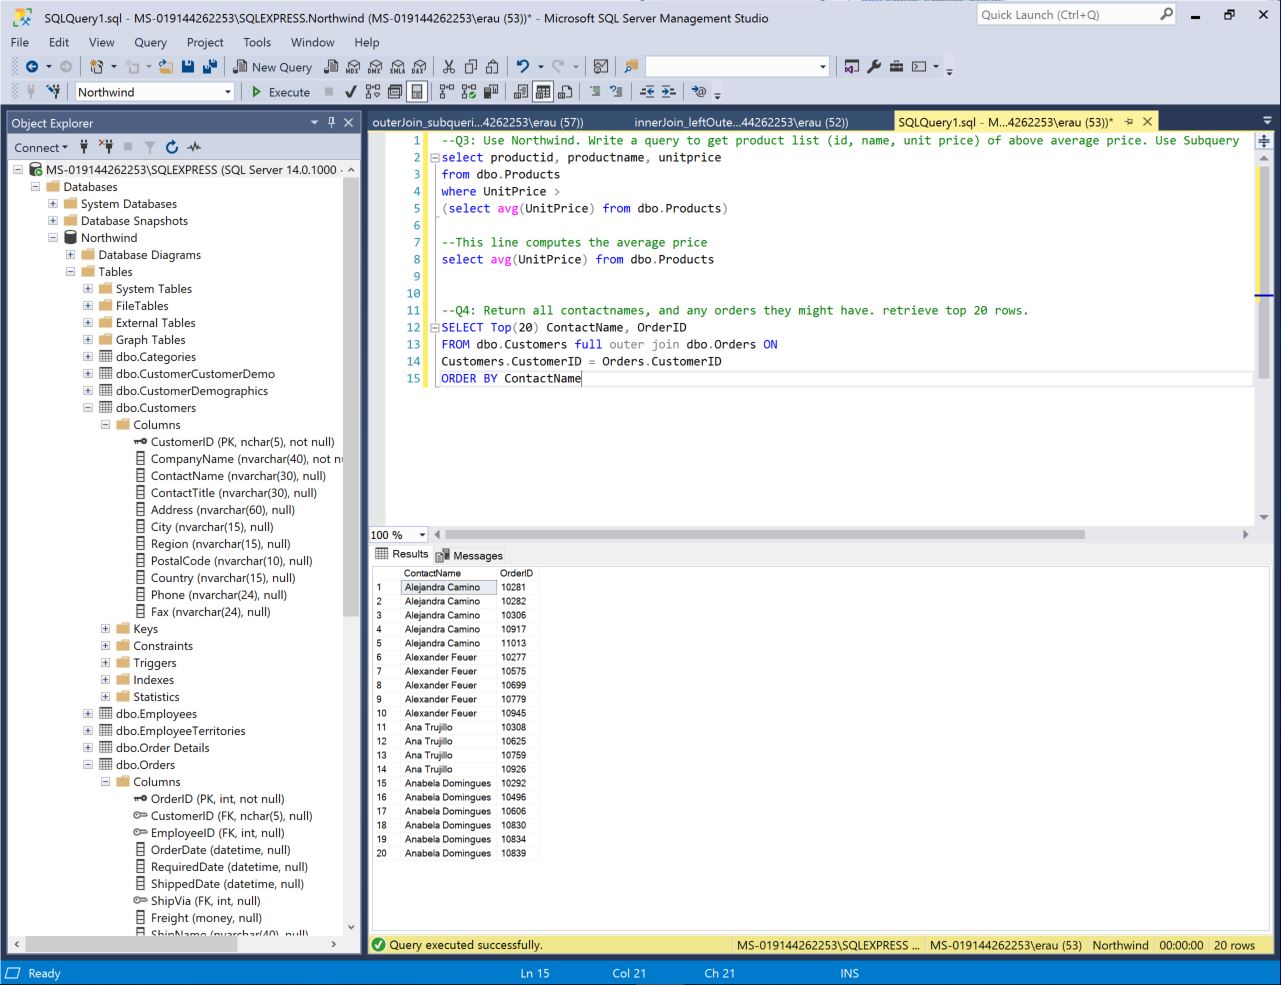 SQLQuery1.sql - MS-019144262253\SQLEXPRESS.Northwind (MS-019144262253\erau (53))* - Microsoft SQL Server Management Studio
Quick Launch (Ctrl+Q)
File Edit View Query Project Tools Window Help
New Query
MDX DMX XMLA DAX
Northwind
Execute
Object Explorer
Connect
MS-019144262253\SQLEXPRESS (SQL Server 14.0.1000 -
Databases
System Databases
Database Snapshots
Northwind
Database Diagrams
Tables
System Tables
FileTables
External Tables
Graph Tables
dbo.Categories
dbo.CustomerCustomerDemo
dbo.CustomerDemographics
dbo.Customers
Columns
CustomerID (PK, nchar(5), not null)
CompanyName (nvarchar(40), not n
ContactName (nvarchar(30), null)
ContactTitle (nvarchar(30), null)
Address (nvarchar(60), null)
City (nvarchar(15), null)
Region (nvarchar(15), null)
PostalCode (nvarchar(10), null)
Country (nvarchar(15), null)
Phone (nvarchar(24), null)
Fax (nvarchar(24), null)
Keys
Constraints
Triggers
Indexes
Statistics
dbo.Employees
dbo.EmployeeTerritories
dbo.Order Details
dbo.Orders
Columns
OrderID (PK, int, not null)
CustomerID (FK, nchar(5), null)
EmployeeID (FK, int, null)
OrderDate (datetime, null)
RequiredDate (datetime, null)
ShippedDate (datetime, null)
ShipVia (FK, int, null)
Freight (money, null)
ShipName (nvarchar(40), null)
outerJoin_subqueri...4262253\erau (57)) innerJoin_leftOute...44262253\erau (52)) SQLQuery1.sql - M...4262253\erau (53))*
1 --Q3: Use Northwind. Write a query to get product list (id, name, unit price) of above average price. Use Subquery
2 select productid, productname, unitprice
3 from dbo.Products
4 where UnitPrice >
5 (select avg(UnitPrice) from dbo.Products)
6
7 --This line computes the average price
8 select avg(UnitPrice) from dbo.Products
9
10
11 --Q4: Return all contactnames, and any orders they might have. retrieve top 20 rows.
12 SELECT Top(20) ContactName, OrderID
13 FROM dbo.Customers full outer join dbo.Orders ON
14 Customers.CustomerID = Orders.CustomerID
15 ORDER BY ContactName
100 %
Results Messages
ContactName OrderID
1 Alejandra Camino 10281
2 Alejandra Camino 10282
3 Alejandra Camino 10306
4 Alejandra Camino 10917
5 Alejandra Camino 11013
6 Alexander Feuer 10277
7 Alexander Feuer 10575
8 Alexander Feuer 10699
9 Alexander Feuer 10779
10 Alexander Feuer 10945
11 Ana Trujillo 10308
12 Ana Trujillo 10625
13 Ana Trujillo 10759
14 Ana Trujillo 10926
15 Anabela Domingues 10292
16 Anabela Domingues 10496
17 Anabela Domingues 10606
18 Anabela Domingues 10830
19 Anabela Domingues 10834
20 Anabela Domingues 10839
Query executed successfully. MS-019144262253\SQLEXPRESS ... MS-019144262253\erau (53) Northwind 00:00:00 20 rows
Ready Ln 15 Col 21 Ch 21 INS